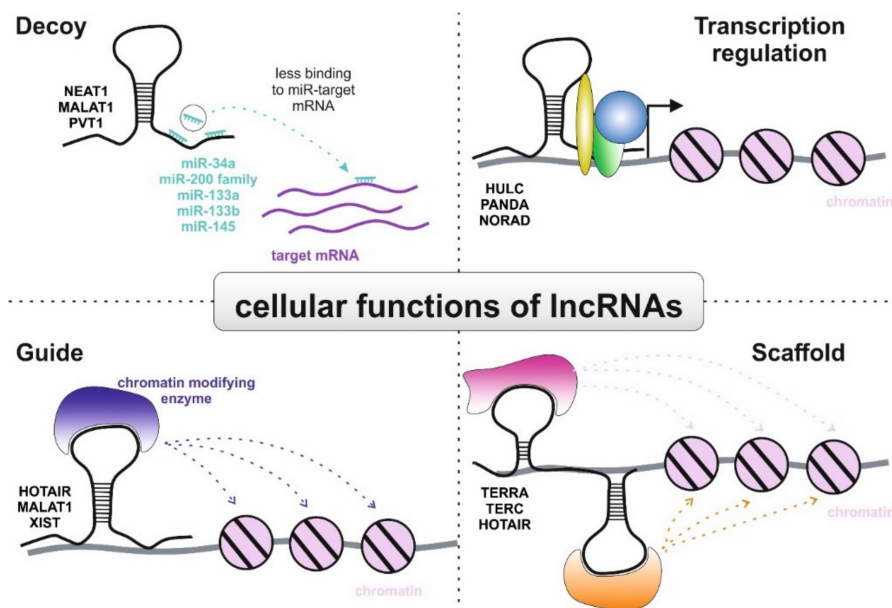 Decoy
NEAT1
MALAT1
PVT1
less binding
to miR-target
mRNA
miR-34a
miR-200 family
miR-133a
miR-133b
miR-145
target mRNA
Transcription
regulation
HULC
PANDA
NORAD
chromatin
cellular functions of lncRNAs
Guide
chromatin modifying
enzyme
HOTAIR
MALAT1
XIST
chromatin
Scaffold
TERRA
TERC
HOTAIR
chromatin